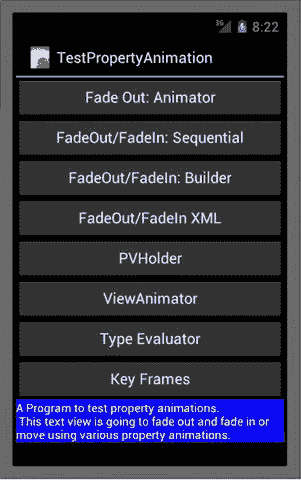 3G 8:22
TestPropertyAnimation
Fade Out: Animator
FadeOut/FadeIn: Sequential
FadeOut/FadeIn: Builder
FadeOut/FadeIn XML
PVHolder
ViewAnimator
Type Evaluator
Key Frames
A Program to test property animations.
This text view is going to fade out and fade in or
move using various property animations.